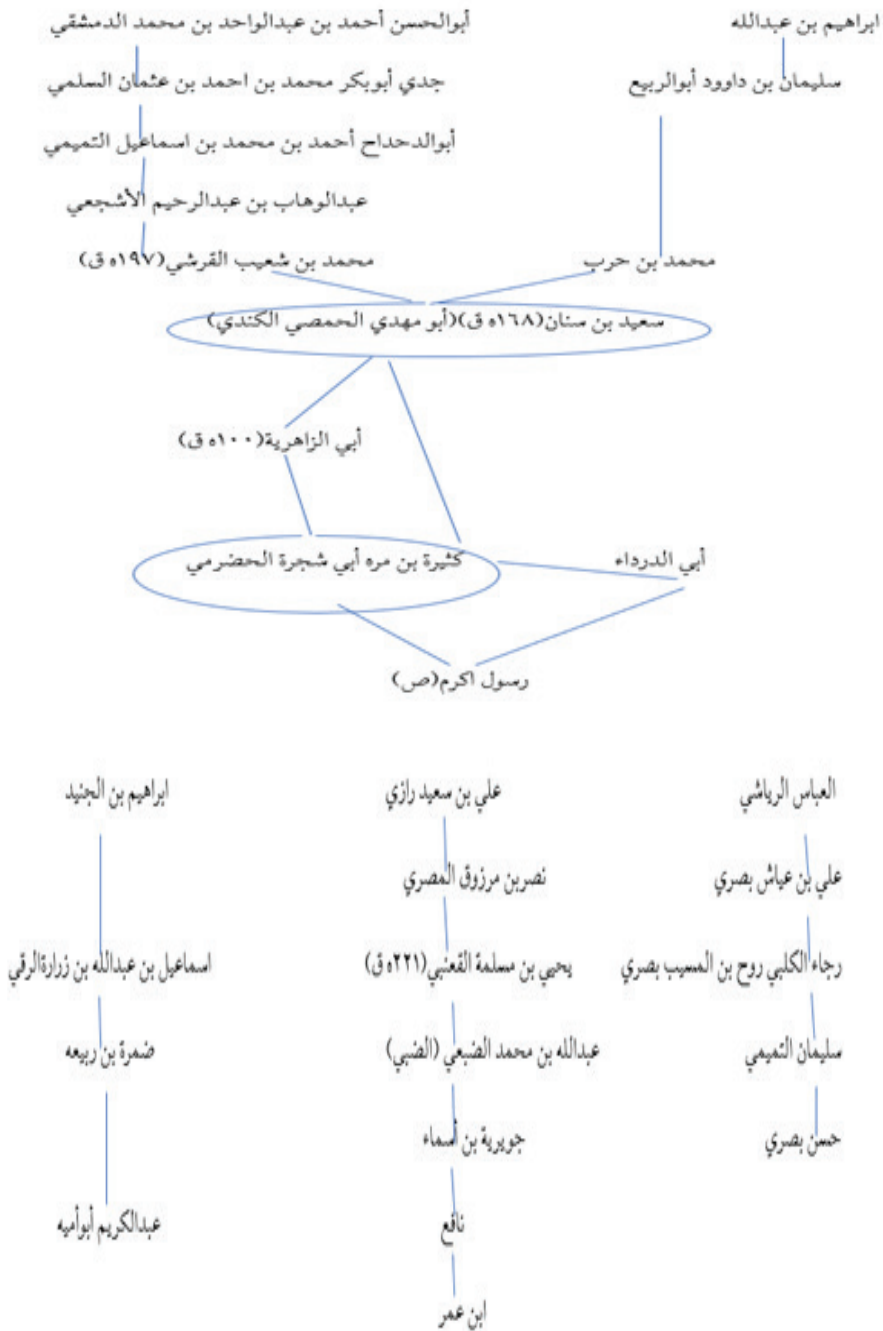 ابراهيم بن عبدالله
أبوالحسن أحمد بن عبدالواحد بن محمد الدمشقي
سليمان بن داوود أبوالربيع
جدي أبوبكر محمد بن احمد بن عثمان السلمي
أبوالدحداح أحمد بن محمد بن اسماعيل التميمي
عبدالوهاب بن عبدالرحيم الأشجعي
محمد بن حرب
محمد بن شعيب القرشي(۱۹۷ه ق)
سعيد بن سنان(١٦٨ه ق)(أبو مهدي الحمصي الكندي)
أبي الزاهرية(١٠٠ه ق)
أبي الدرداء
كثيرة بن مره أبي شجرة الحضرمي
رسول اكرم(ص)
العباس الرياشي
علي بن سعيد رازي
ابراهيم بن الجنيد
علي بن عياش بصري
نصربن مرزوق المصري
رجاء الكلبي روح بن المسيب بصري
يحيي بن مسلمة القعنبي(٢٢١ه ق)
اسماعيل بن عبدالله بن زرارةالرقي
سليمان التميمي
عبدالله بن محمد الضبعي (الضبي)
ضمرة بن ربيعه
حسن بصري
جويرية بن أسماء
عبدالكريم أبوأميه
نافع
ابن عمر